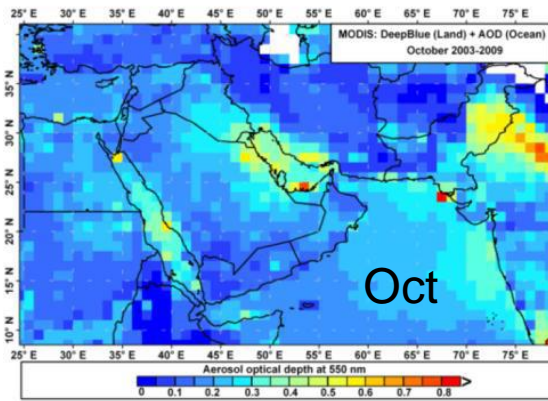 MODIS: DeepBlue (Land) + AOD (Ocean)
October 2003-2009
35°N
30°N
25°N
20°N
15°N
10°N
Oct
25°E 30°E 35°E 40°E 45°E 50°E 55°E 60°E 65°E 70°E 75°E
Aerosol optical depth at 550 nm
0 0.1 0.2 0.3 0.4 0.5 0.6 0.7 0.8